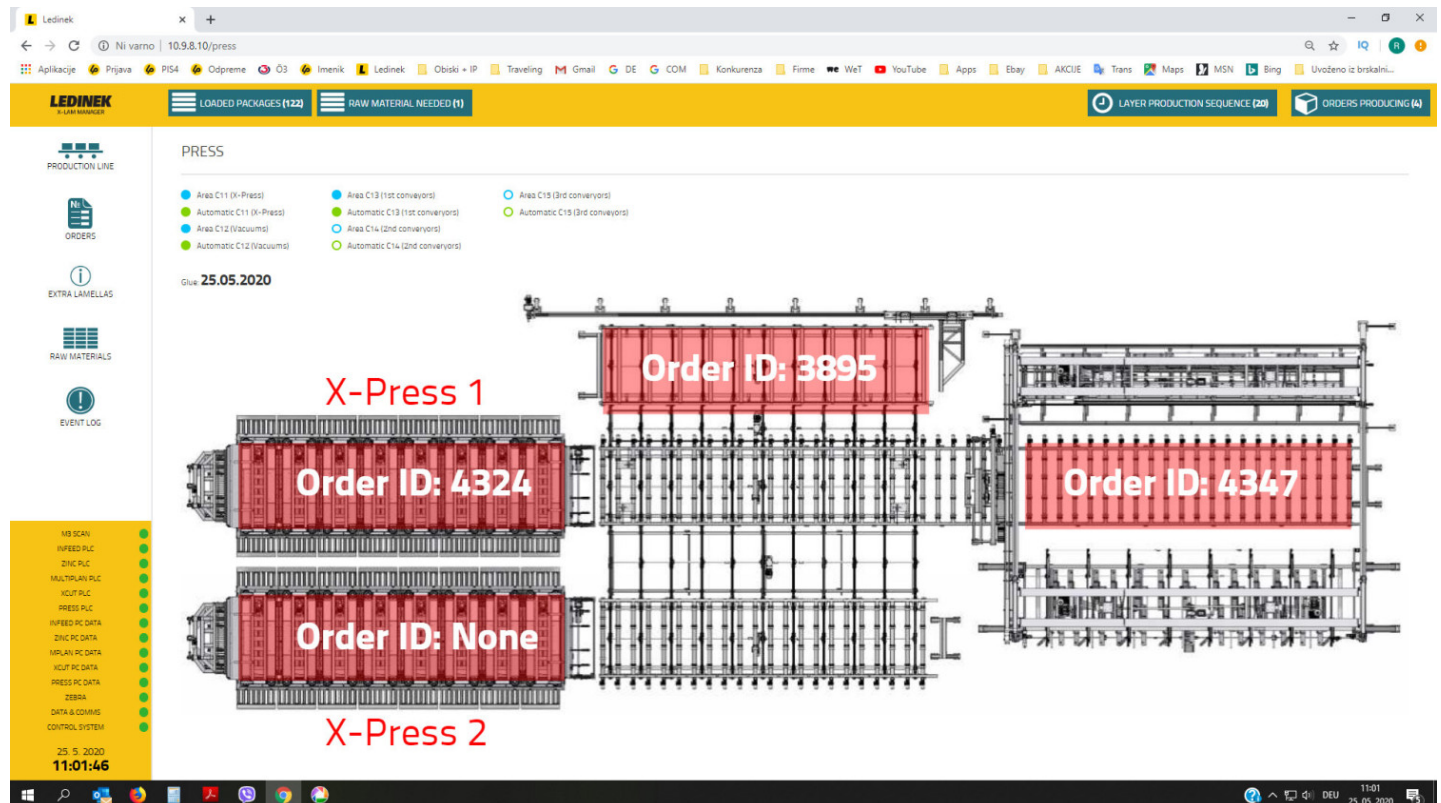 Ledinek
Ni varno | 10.9.8.10/press
Aplikacije Prijava PIS4 Odpreme Ö3 Imenik Ledinek Obiski + IP Traveling Gmail DE COM Konkurenza Firme WeT YouTube Apps Ebay AKCIJE Trans Maps MSN Bing Uvoženo iz brskalni...
LEDINEK
X-LAM MANAGER
LOADED PACKAGES (122)
RAW MATERIAL NEEDED (1)
LAYER PRODUCTION SEQUENCE (20)
ORDERS PRODUCING (4)
PRODUCTION LINE
ORDERS
EXTRA LAMELLAS
RAW MATERIALS
EVENT LOG
PRESS
Area C11 (X-Press)
Automatic C11 (X-Press)
Area C12 (Vacuums)
Automatic C12 (Vacuums)
Area C13 (1st conveyors)
Automatic C13 (1st converyors)
Area C14 (2nd converyors)
Automatic C14 (2nd converyors)
Area C15 (3rd converyors)
Automatic C15 (3rd conveyors)
Glue: 25.05.2020
Order ID: 3895
X-Press 1
Order ID: 4324
Order ID: 4347
Order ID: None
X-Press 2
M3 SCAN
INFEED PLC
ZINC PLC
MULTIPLAN PLC
XCUT PLC
PRESS PLC
INFEED PC DATA
ZINC PC DATA
MPLAN PC DATA
XCUT PC DATA
PRESS PC DATA
ZEBRA
DATA & COMMS
CONTROL SYSTEM
25. 5. 2020
11:01:46
DEU
11:01
25. 05. 2020